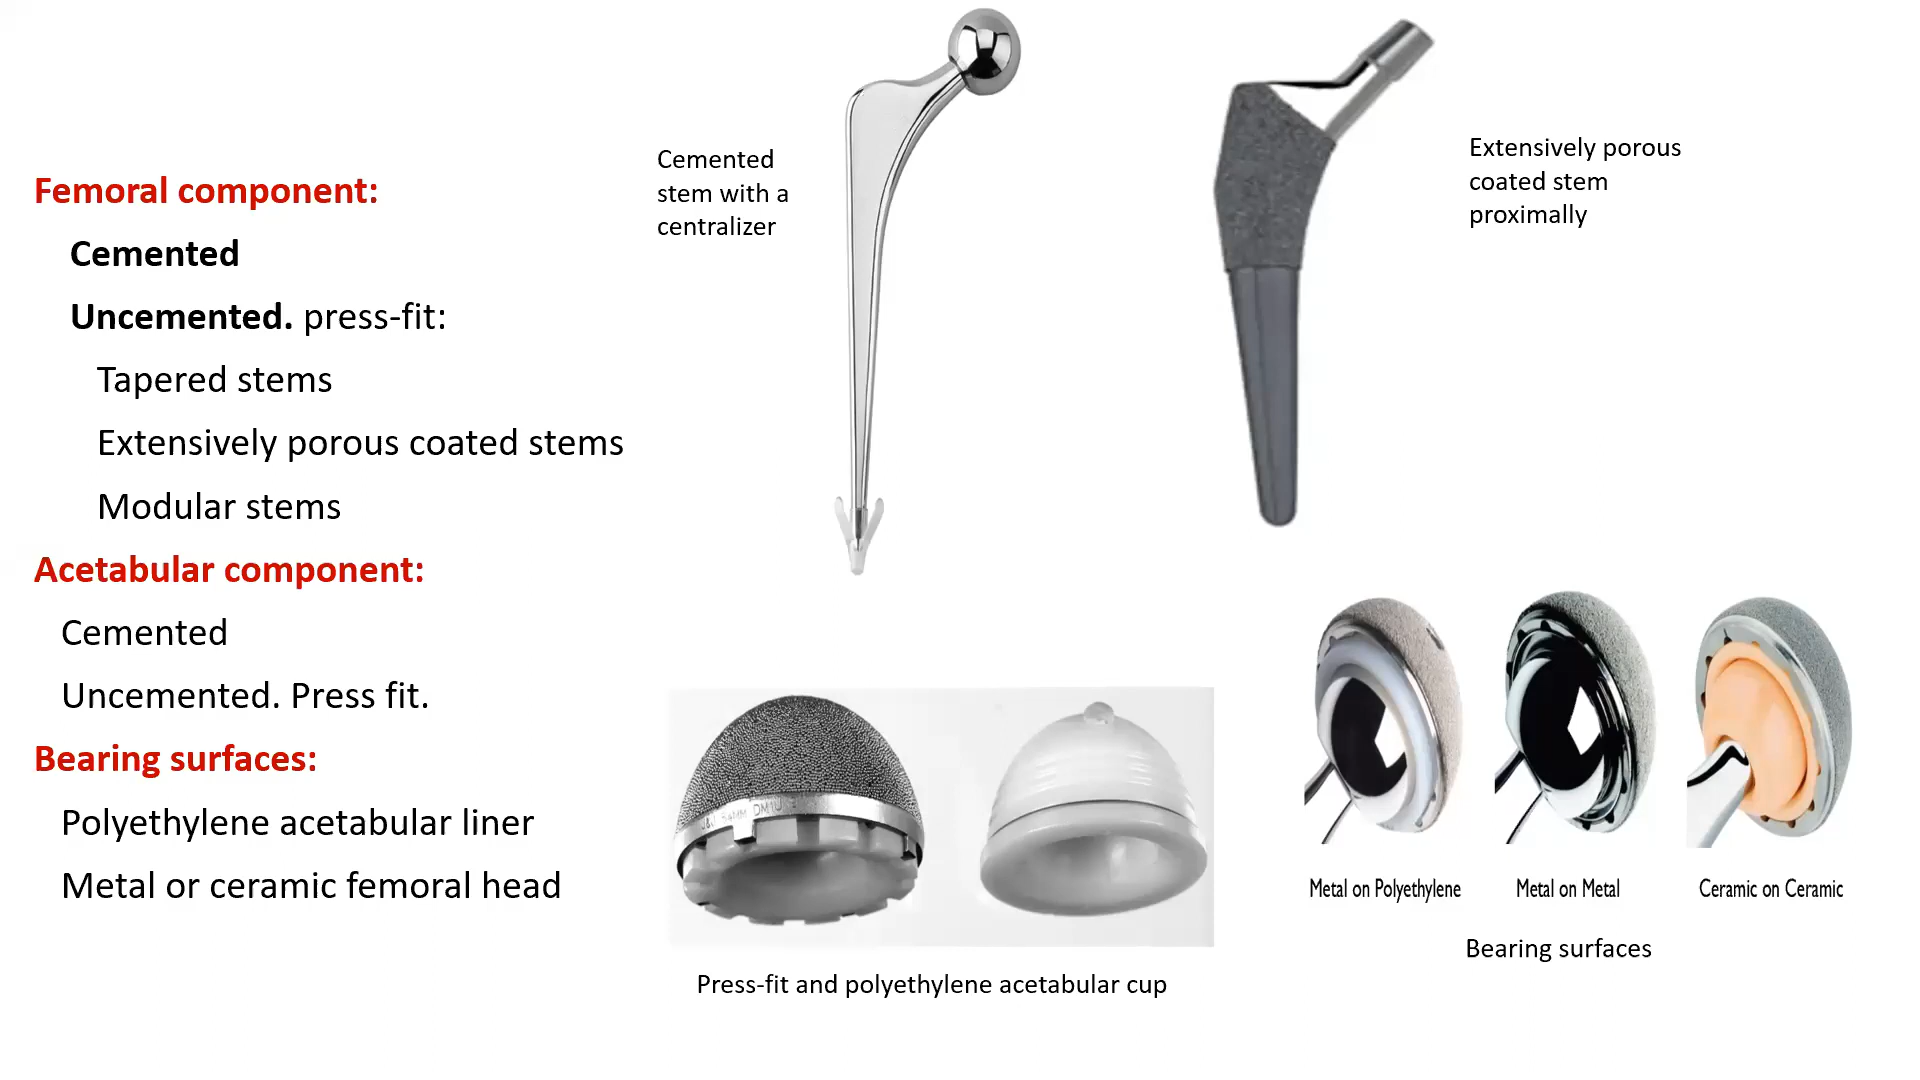 Femoral component:
Cemented
Uncemented. press-fit:
Tapered stems
Extensively porous coated stems
Modular stems
Acetabular component:
Cemented
Uncemented. Press fit.
Bearing surfaces:
Polyethylene acetabular liner
Metal or ceramic femoral head
Cemented
stem with a
centralizer
Extensively porous
coated stem
proximally
Press-fit and polyethylene acetabular cup
Metal on Polyethylene
Metal on Metal
Ceramic on Ceramic
Bearing surfaces